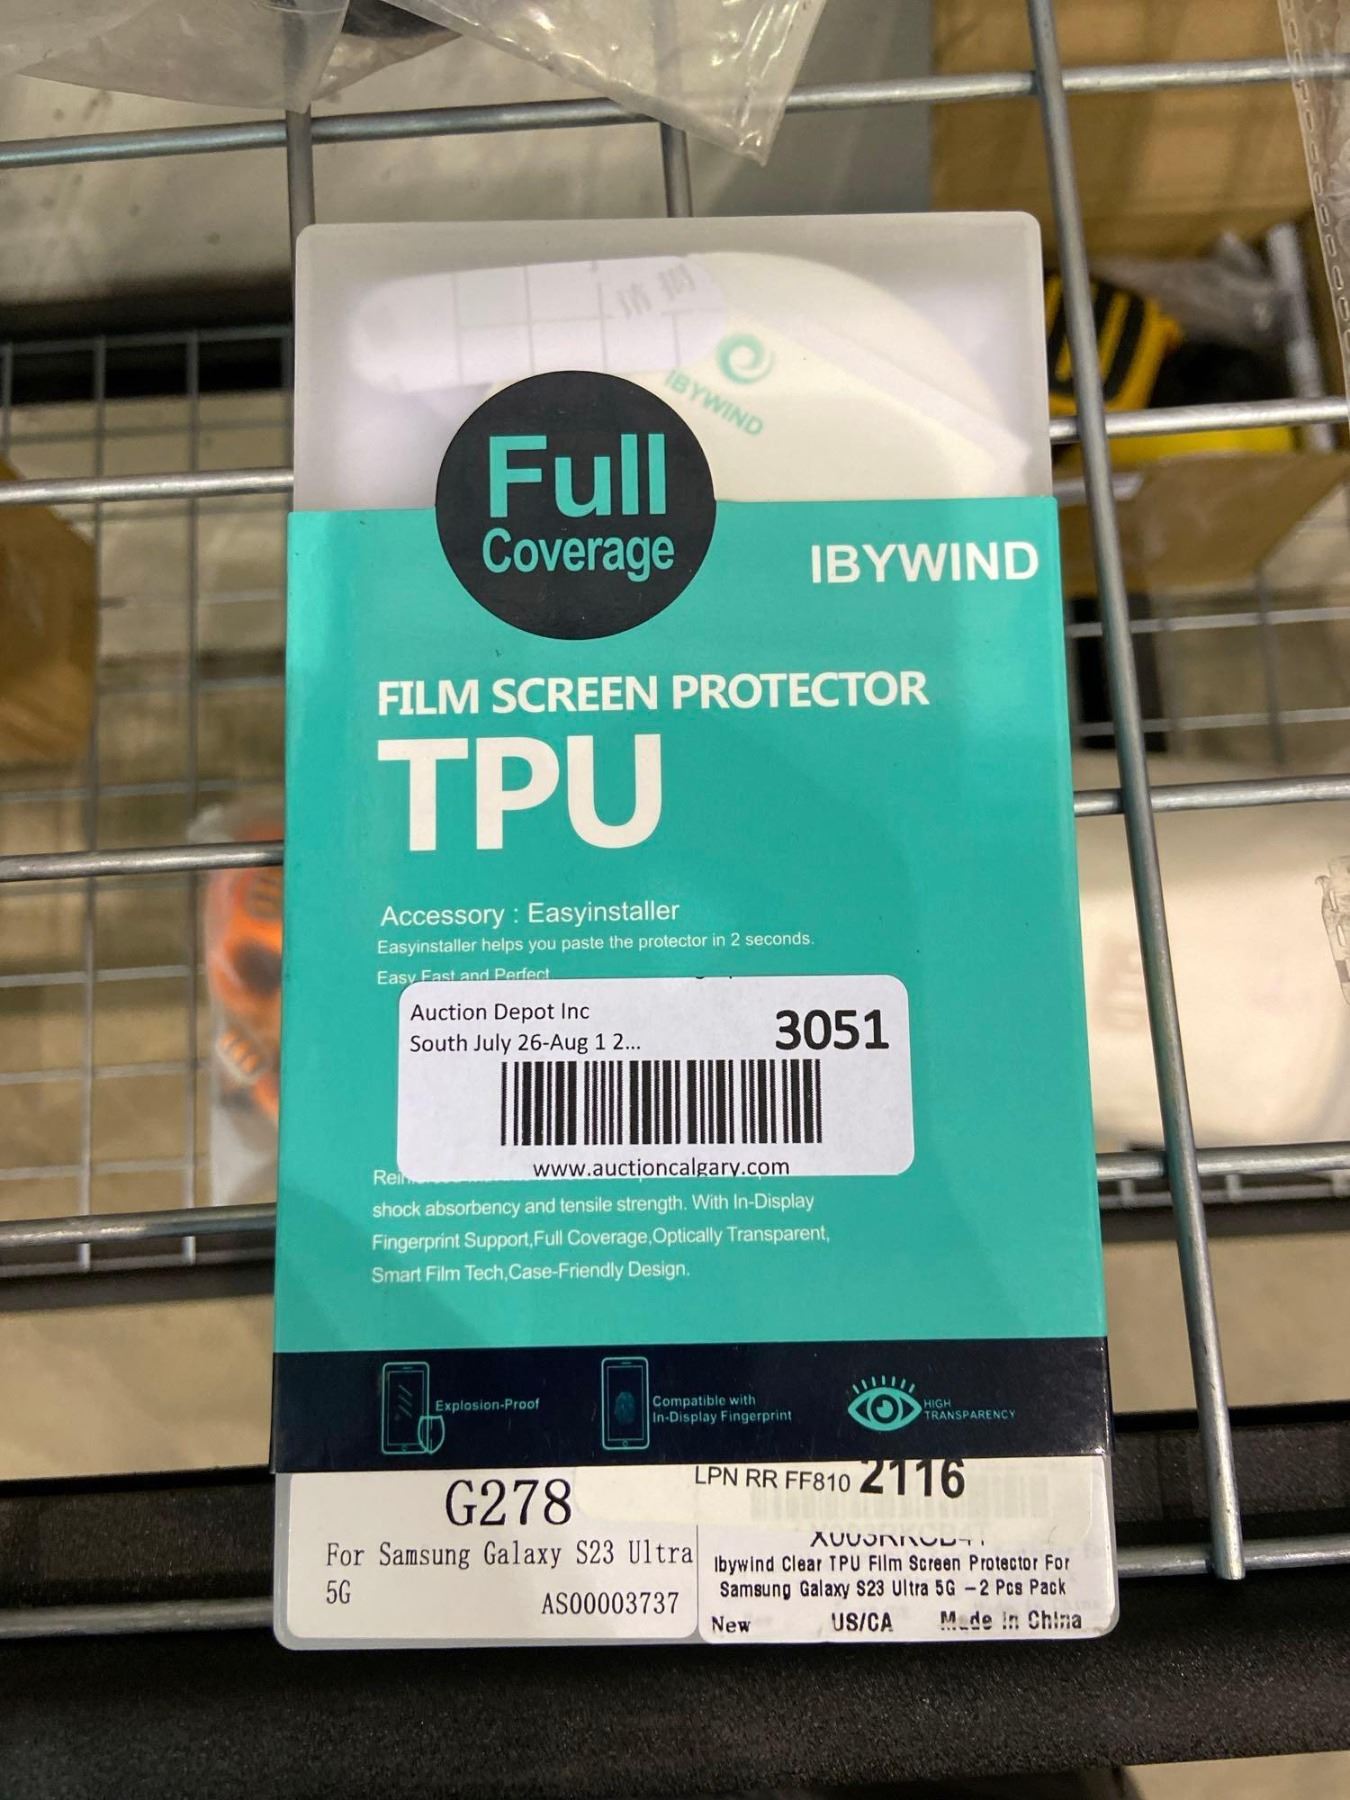 IBYWIND
Full
Coverage
IBYWIND
FILM SCREEN PROTECTOR
TPU
Accessory : Easyinstaller
Easyinstaller helps you paste the protector in 2 seconds.
Easy Fast and Perfect
Auction Depot Inc
3051
South July 26-Aug 1 2...
www.auctioncalgary.com
shock absorbency and tensile strength. With In-Display
Fingerprint Support,Full Coverage,Optically Transparent,
Smart Film Tech,Case-Friendly Design.
Explosion-Proof
Compatible with
In-Display Fingerprint
HIGH
TRANSPARENCY
G278
For Samsung Galaxy S23 Ultra
5G
AS00003737
LPN RR FF810 2116
Ibywind Clear TPU Film Screen Protector For
Samsung Galaxy S23 Ultra 5G -2 Pcs Pack
New US/CA Made In China